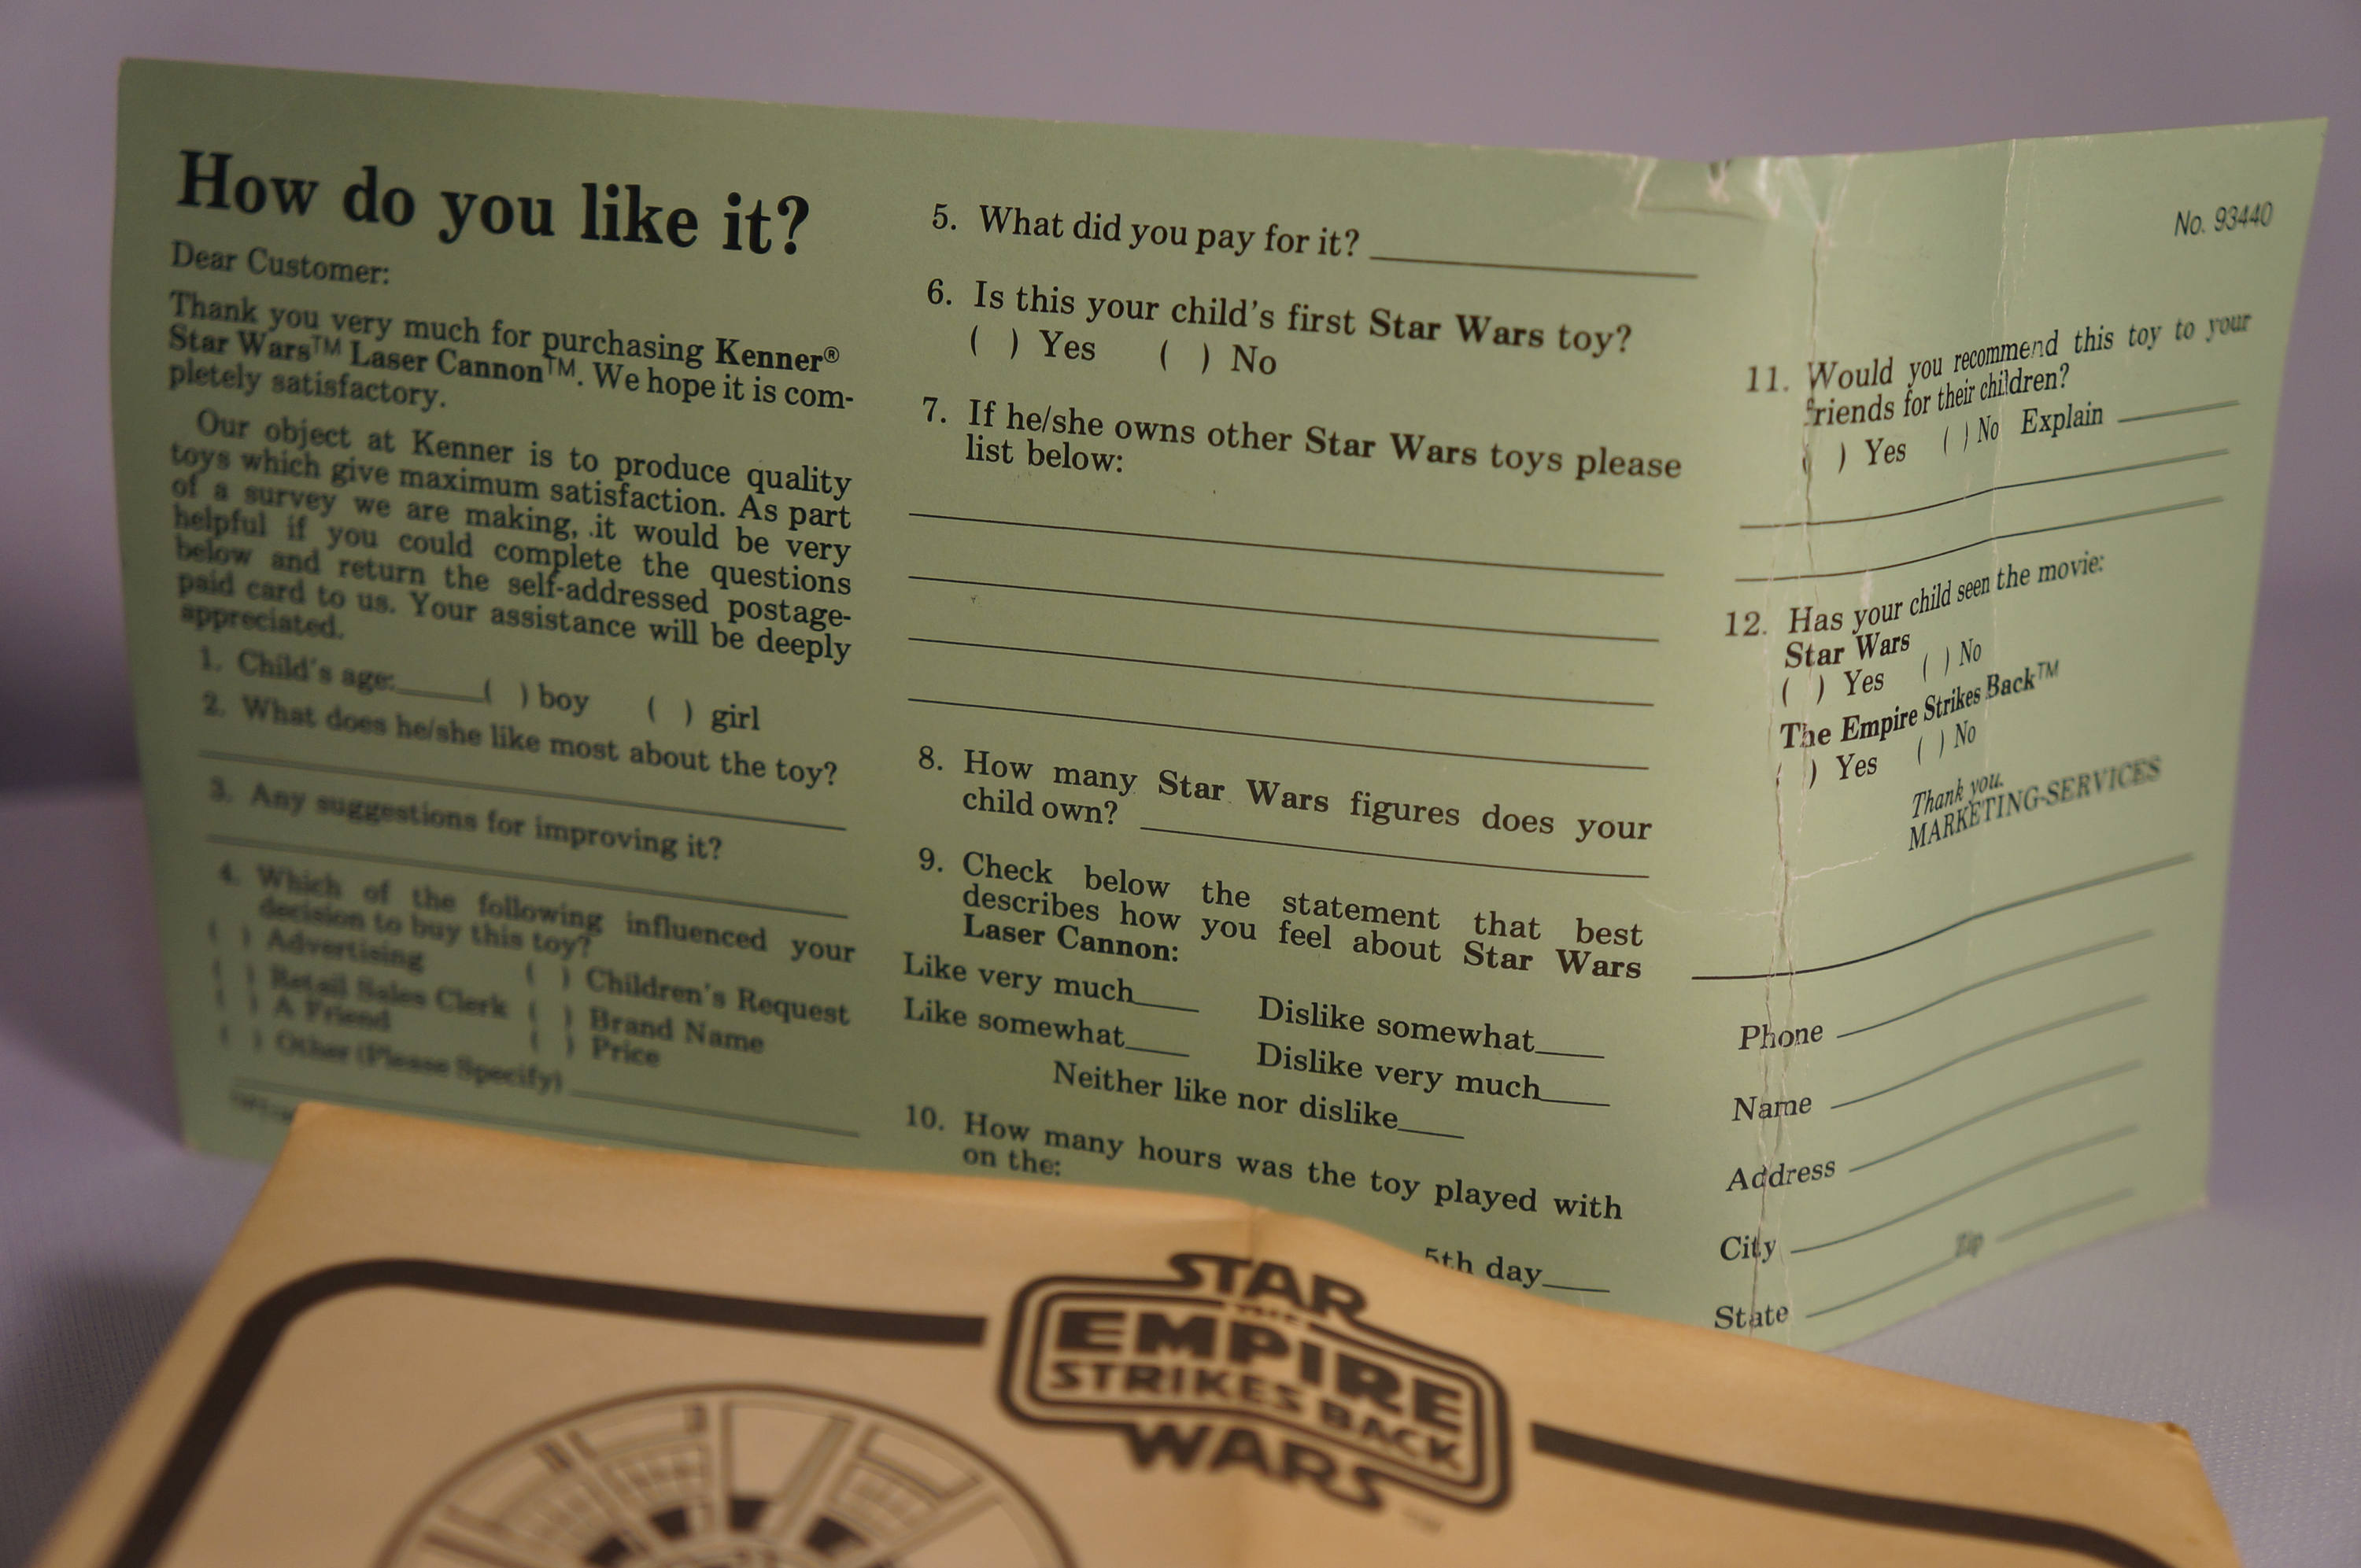 How do you like it?
Dear Customer:
Thank you very much for purchasing Kenner®
Star Wars™ Laser Cannon™. We hope it is com-
pletely satisfactory.
Our object at Kenner is to produce quality
toys which give maximum satisfaction. As part
of a survey we are making, it would be very
helpful if you could complete the questions
below and return the self-addressed postage-
paid card to us. Your assistance will be deeply
appreciated.
1. Child's age:_____( ) boy ( ) girl
2. What does he/she like most about the toy?
3. Any suggestions for improving it?
4. Which of the following influenced your
decision to buy this toy?
( ) Advertising ( ) Children's Request
( ) Retail Sales Clerk ( ) Brand Name
( ) A Friend ( ) Price
( ) Other (Please Specify)
5. What did you pay for it?
6. Is this your child's first Star Wars toy?
( ) Yes ( ) No
7. If he/she owns other Star Wars toys please
list below:
8. How many Star Wars figures does your
child own?
9. Check below the statement that best
describes how you feel about Star Wars
Laser Cannon:
Like very much____ Dislike somewhat____
Like somewhat____ Dislike very much____
Neither like nor dislike____
10. How many hours was the toy played with
on the:
5th day____
No. 93440
11. Would you recommend this toy to your
friends for their children?
( ) Yes ( ) No Explain
12. Has your child seen the movie:
Star Wars
( ) Yes ( ) No
The Empire Strikes Back™
( ) Yes ( ) No
Thank you.
MARKETING-SERVICES
Phone
Name
Address
City
State Zip
STAR
THE
EMPIRE
STRIKES BACK
WARS
™